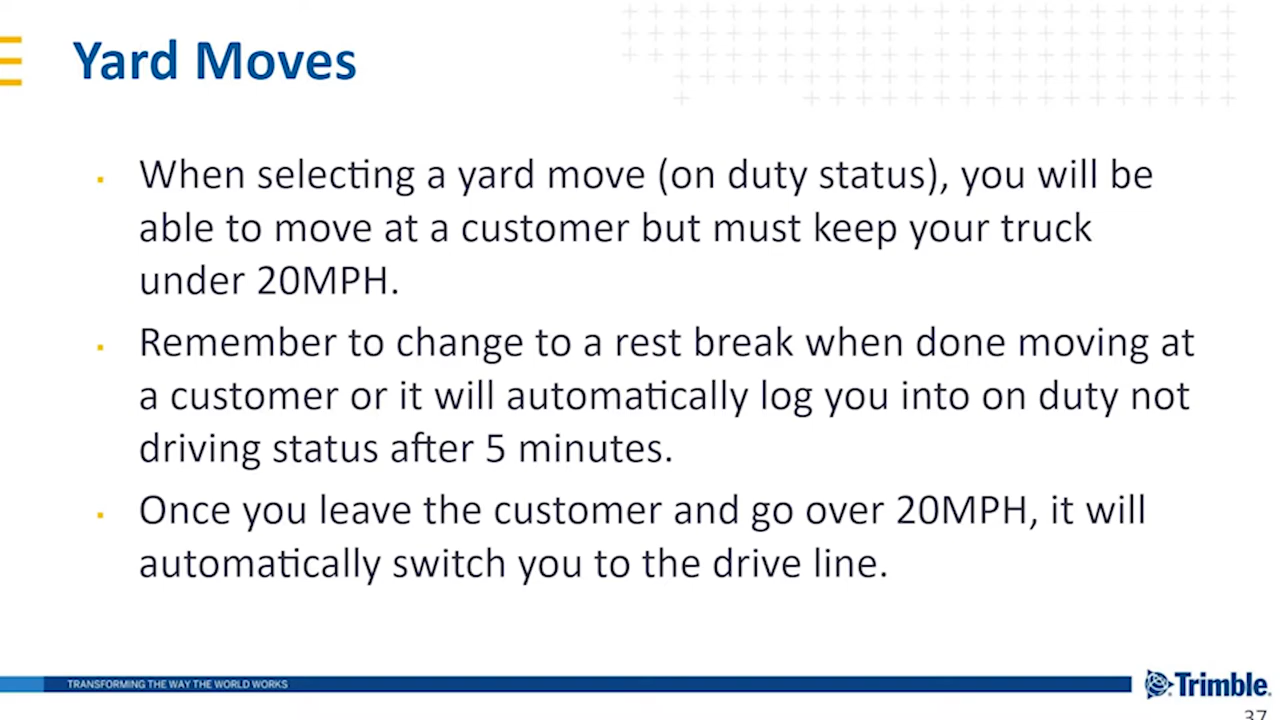 Yard Moves
When selecting a yard move (on duty status), you will be
able to move at a customer but must keep your truck
under 20MPH.
Remember to change to a rest break when done moving at
a customer or it will automatically log you into on duty not
driving status after 5 minutes.
Once you leave the customer and go over 20MPH, it will
automatically switch you to the drive line.
TRANSFORMING THE WAY THE WORLD WORKS
Trimble.
37